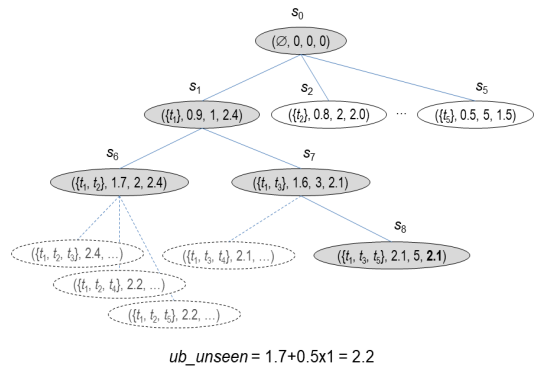 s0
(∅, 0, 0, 0)
s1
s2
s5
({t1}, 0.9, 1, 2.4)
({t2}, 0.8, 2, 2.0)
...
({t5}, 0.5, 5, 1.5)
s6
s7
({t1, t2}, 1.7, 2, 2.4)
({t1, t3}, 1.6, 3, 2.1)
s8
({t1, t2, t3}, 2.4, ...)
({t1, t3, t4}, 2.1, ...)
({t1, t3, t5}, 2.1, 5, 2.1)
({t1, t2, t4}, 2.2, ...)
({t1, t2, t5}, 2.2, ...)
ub_unseen = 1.7+0.5x1 = 2.2